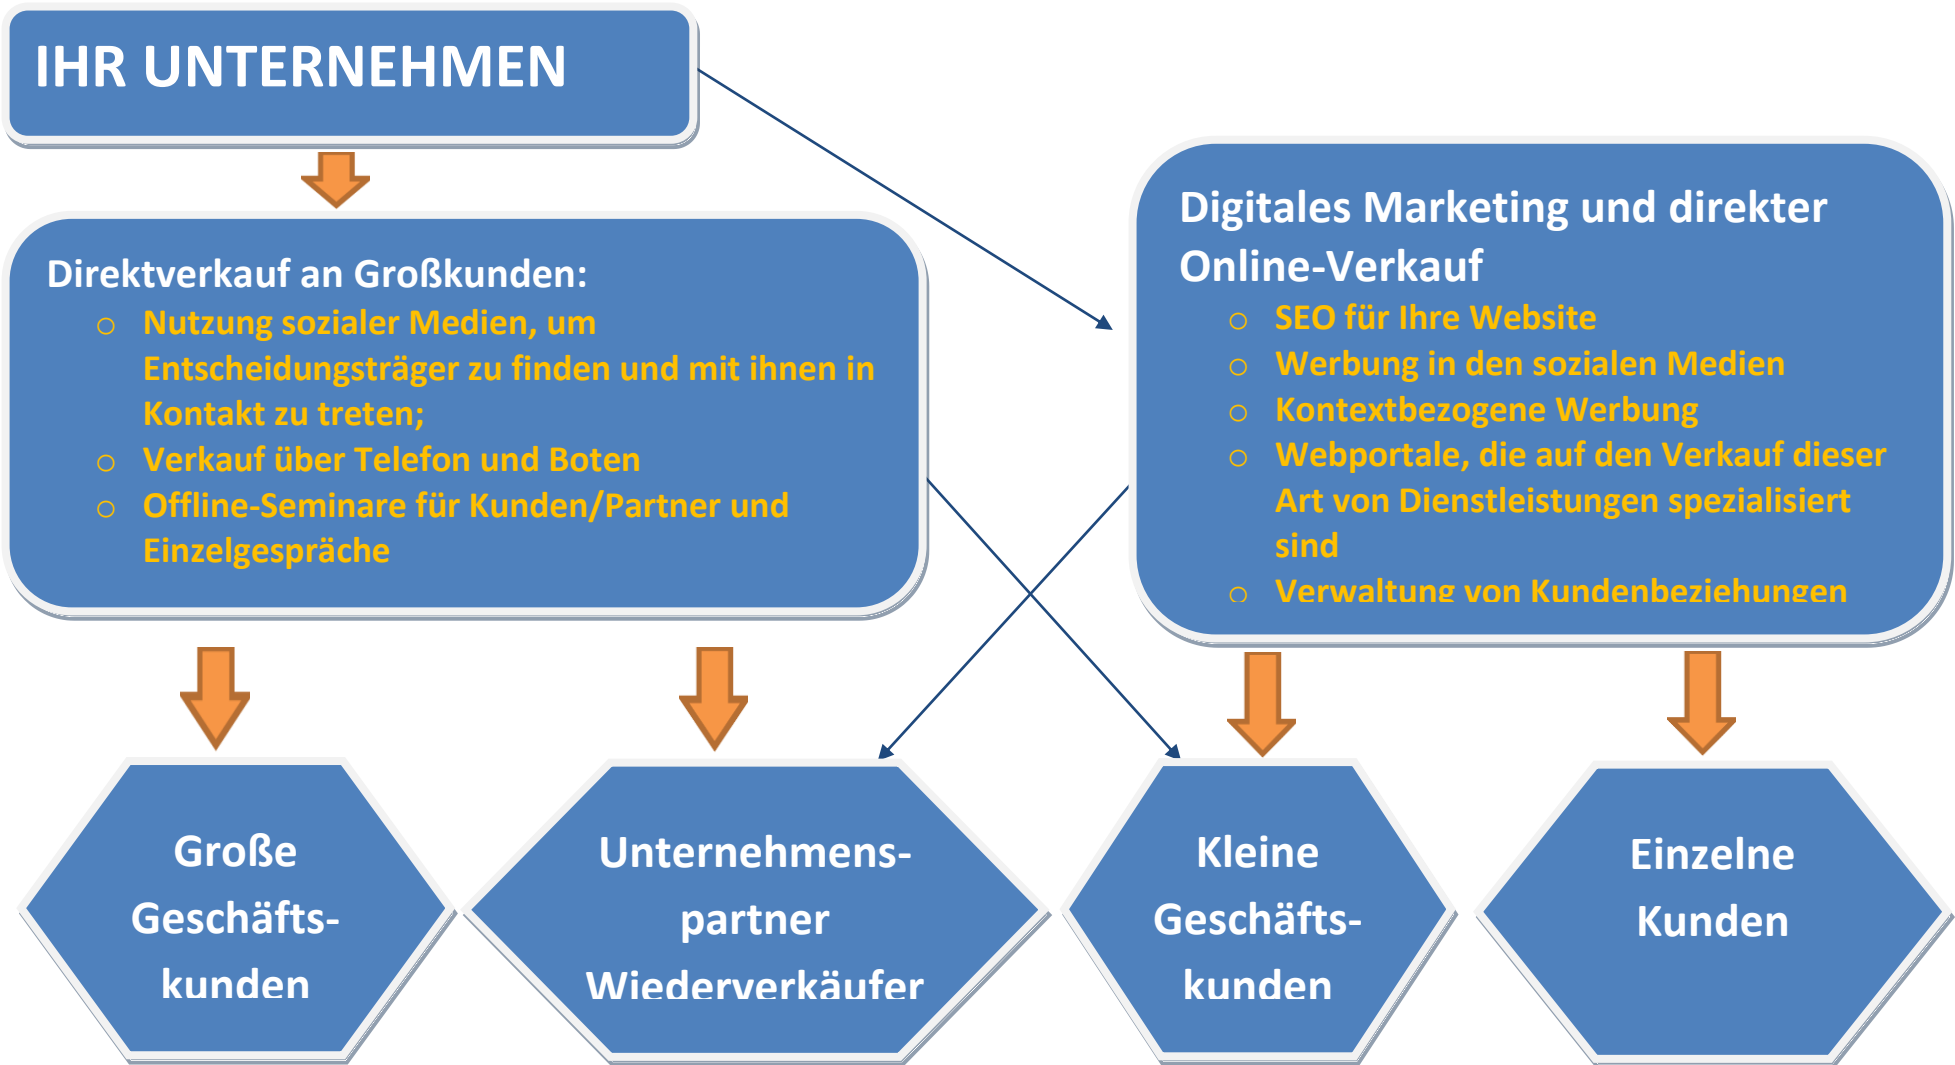 IHR UNTERNEHMEN
Direktverkauf an Großkunden:
o Nutzung sozialer Medien, um
Entscheidungsträger zu finden und mit ihnen in
Kontakt zu treten;
o Verkauf über Telefon und Boten
o Offline-Seminare für Kunden/Partner und
Einzelgespräche
Digitales Marketing und direkter
Online-Verkauf
o SEO für Ihre Website
o Werbung in den sozialen Medien
o Kontextbezogene Werbung
o Webportale, die auf den Verkauf dieser
Art von Dienstleistungen spezialisiert
sind
o Verwaltung von Kundenbeziehungen
Große
Geschäfts-
kunden
Unternehmens-
partner
Wiederverkäufer
Kleine
Geschäfts-
kunden
Einzelne
Kunden